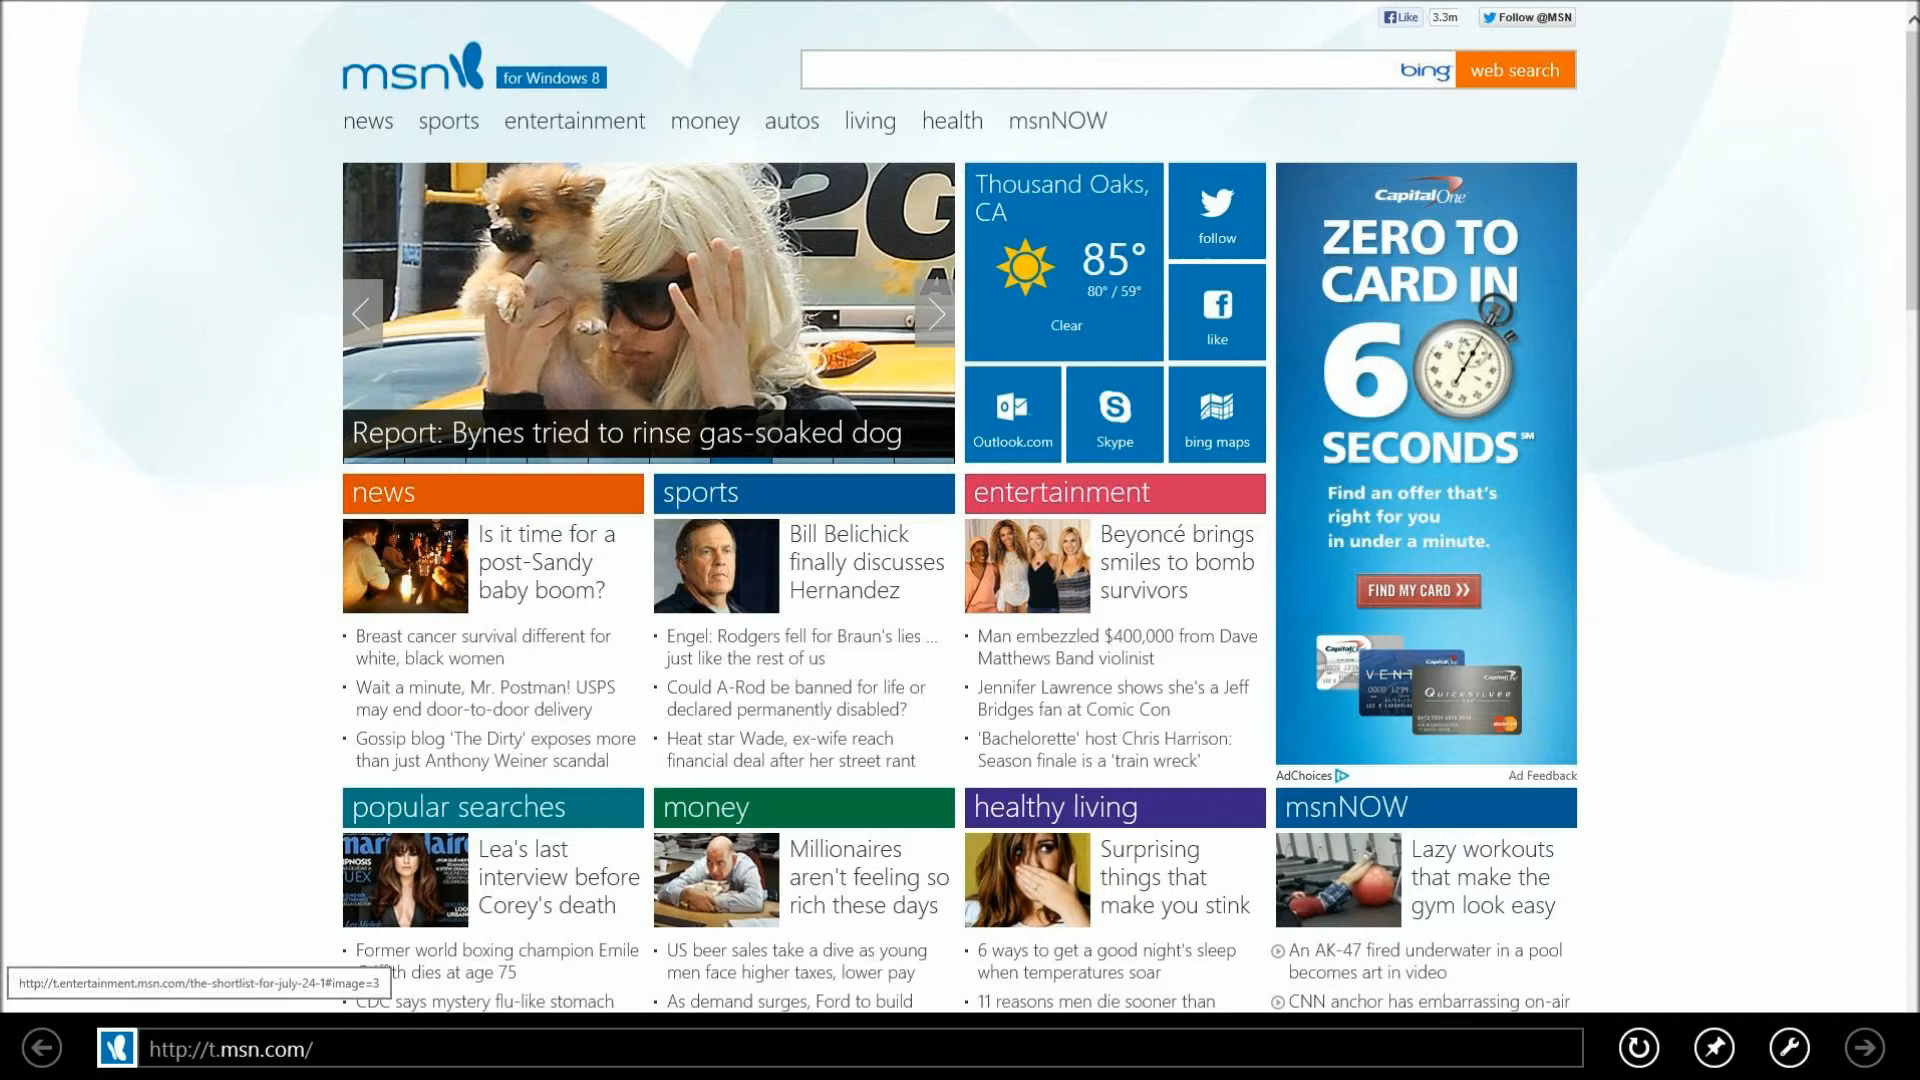 Like 3.3m Follow @MSN
msn for Windows 8
bing web search
news sports entertainment money autos living health msnNOW
2G
Report: Bynes tried to rinse gas-soaked dog
Thousand Oaks,
CA
85°
80° / 59°
Clear
follow
like
Outlook.com
Skype
bing maps
Capital One
ZERO TO
CARD IN
60
SECONDS℠
Find an offer that's
right for you
in under a minute.
FIND MY CARD »
QUICKSILVER
AdChoices
Ad Feedback
news
Is it time for a
post-Sandy
baby boom?
Breast cancer survival different for
white, black women
Wait a minute, Mr. Postman! USPS
may end door-to-door delivery
Gossip blog 'The Dirty' exposes more
than just Anthony Weiner scandal
sports
Bill Belichick
finally discusses
Hernandez
Engel: Rodgers fell for Braun's lies ...
just like the rest of us
Could A-Rod be banned for life or
declared permanently disabled?
Heat star Wade, ex-wife reach
financial deal after her street rant
entertainment
Beyoncé brings
smiles to bomb
survivors
Man embezzled $400,000 from Dave
Matthews Band violinist
Jennifer Lawrence shows she's a Jeff
Bridges fan at Comic Con
'Bachelorette' host Chris Harrison:
Season finale is a 'train wreck'
popular searches
Lea's last
interview before
Corey's death
Former world boxing champion Emile
dies at age 75
CDC says mystery flu-like stomach
money
Millionaires
aren't feeling so
rich these days
US beer sales take a dive as young
men face higher taxes, lower pay
As demand surges, Ford to build
healthy living
Surprising
things that
make you stink
6 ways to get a good night's sleep
when temperatures soar
11 reasons men die sooner than
msnNOW
Lazy workouts
that make the
gym look easy
An AK-47 fired underwater in a pool
becomes art in video
CNN anchor has embarrassing on-air
http://t.entertainment.msn.com/the-shortlist-for-july-24-1#image=3
http://t.msn.com/